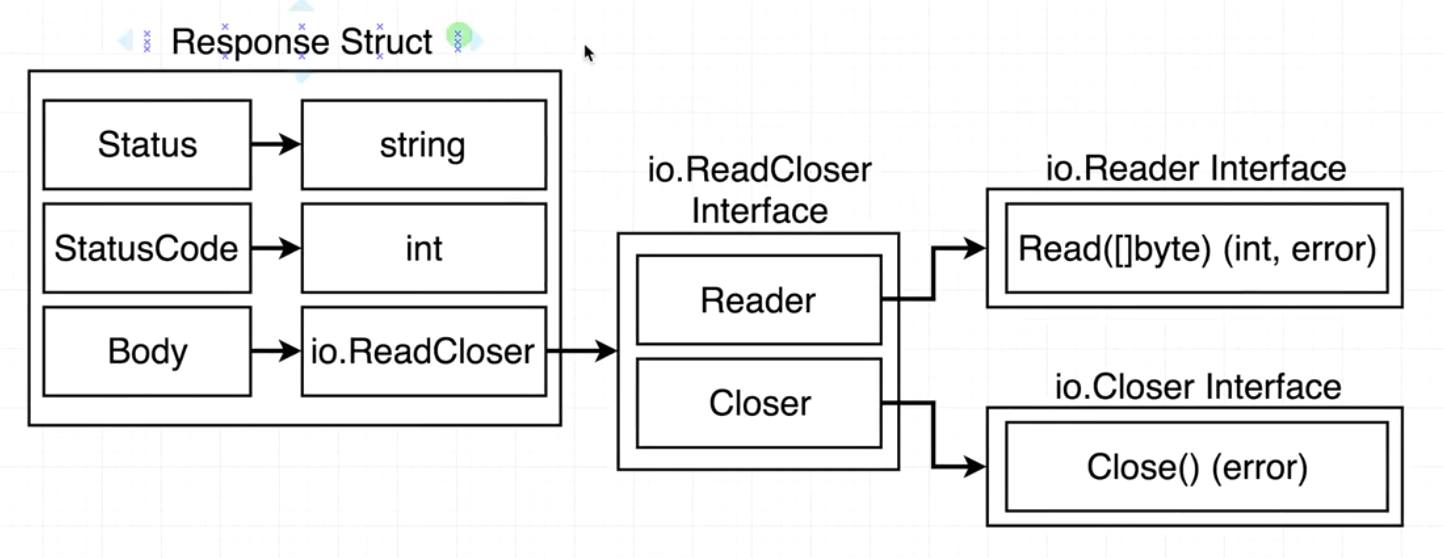 Response Struct
Status
string
StatusCode
int
Body
io.ReadCloser
io.ReadCloser
Interface
Reader
Closer
io.Reader Interface
Read([]byte) (int, error)
io.Closer Interface
Close() (error)